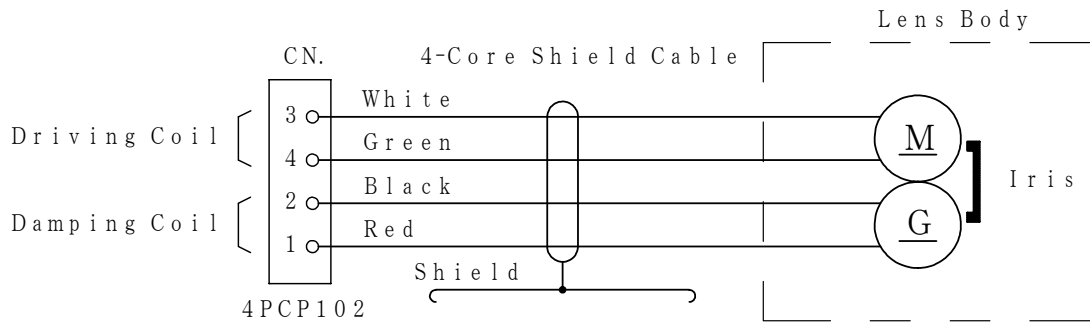 Lens Body
CN.
4-Core Shield Cable
Driving Coil
3
White
M
4
Green
Iris
Damping Coil
2
Black
G
1
Red
Shield
4PCP102